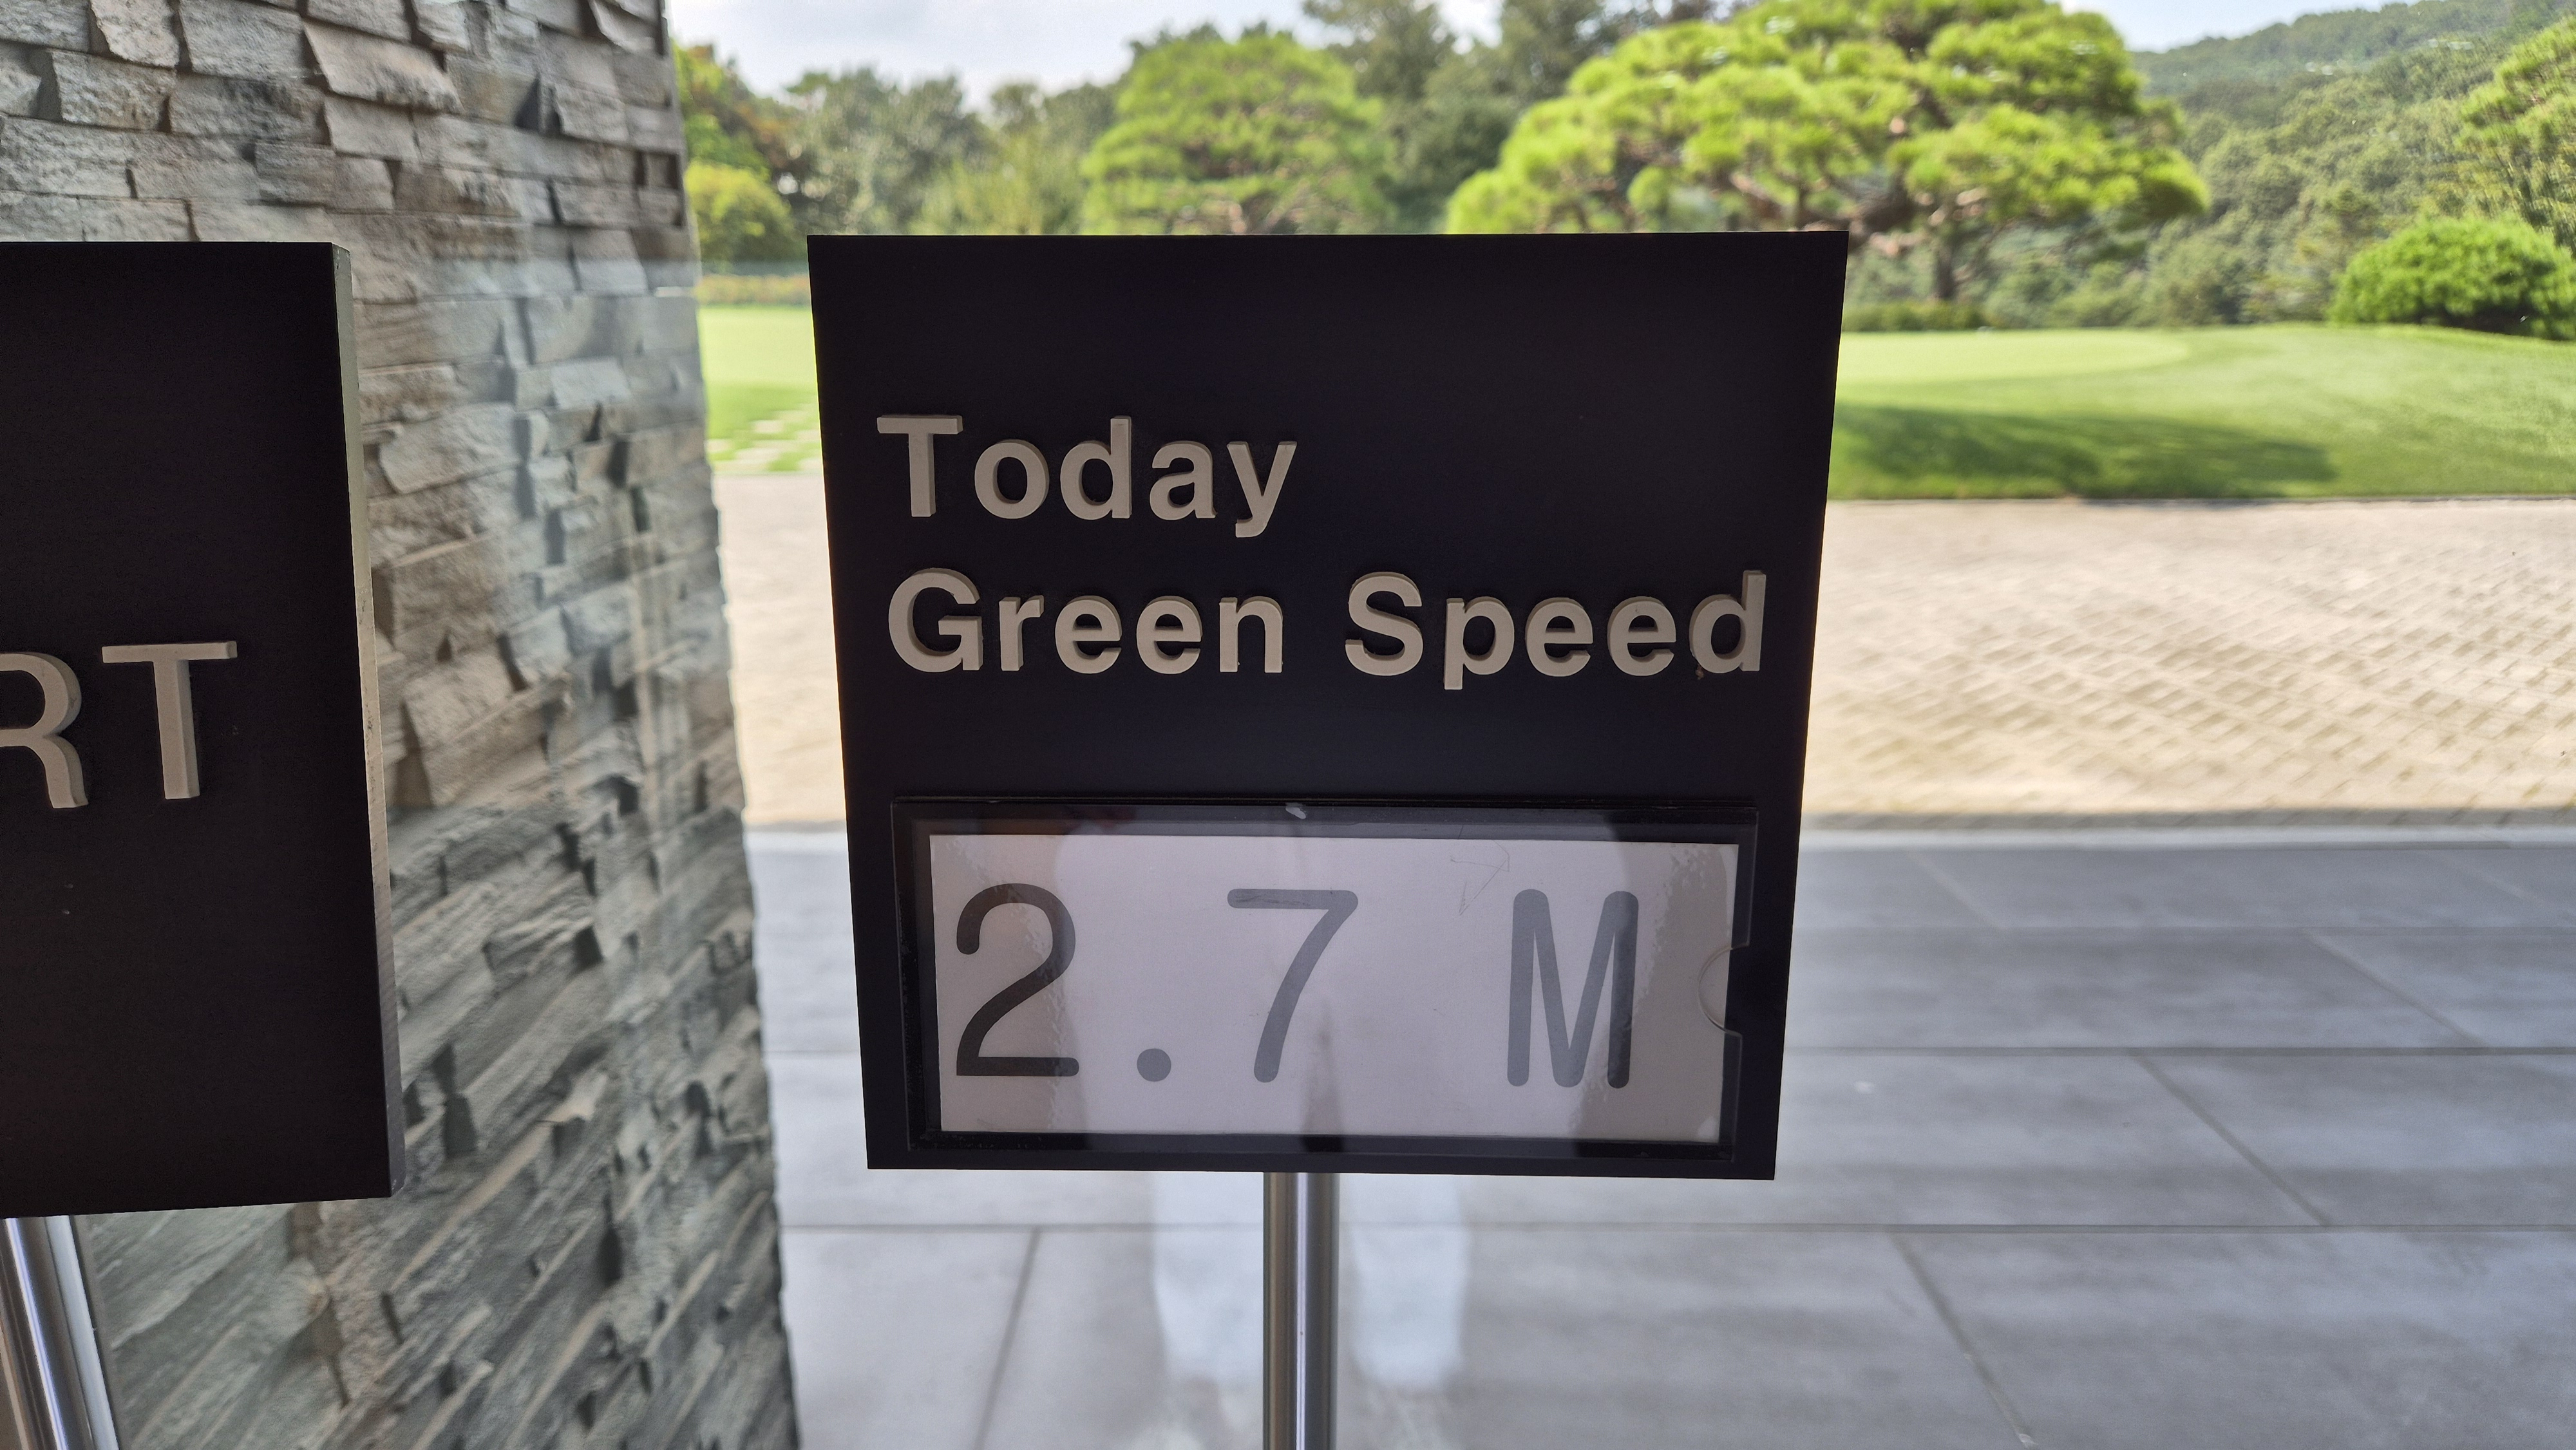 RT
Today
Green Speed
2.7 M